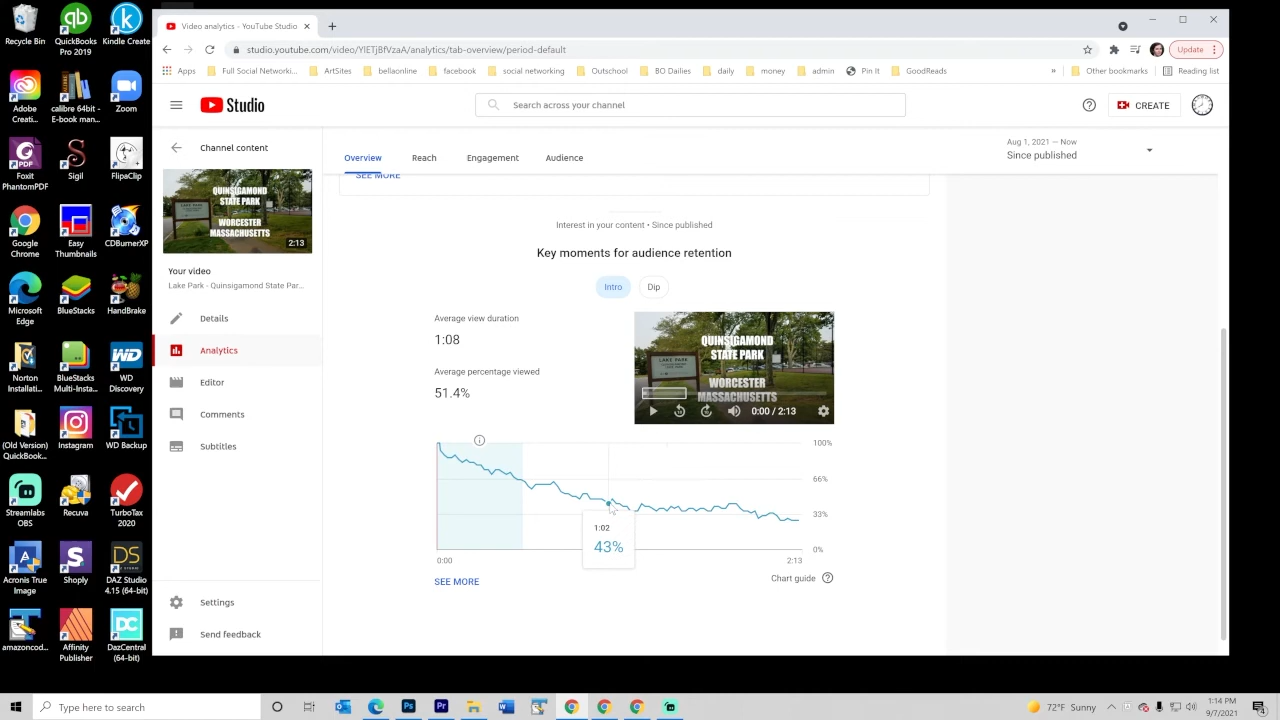 Recycle Bin
QuickBooks Pro 2019
Kindle Create
Adobe Creati...
calibre 64bit - E-book man...
Zoom
Foxit PhantomPDF
Sigil
FlipaClip
Google Chrome
Easy Thumbnails
CDBurnerXP
Microsoft Edge
BlueStacks
HandBrake
Norton Installati...
BlueStacks Multi-Insta...
WD Discovery
(Old Version) QuickBook...
Instagram
WD Backup
Streamlabs OBS
Recuva
TurboTax 2020
Acronis True Image
Shoply
DAZ Studio 4.15 (64-bit)
amazoncod...
Affinity Publisher
DazCentral (64-bit)
Video analytics - YouTube Studio
studio.youtube.com/video/YlETjBfVzaA/analytics/tab-overview/period-default
Update
Apps
Full Social Networki...
ArtSites
bellaonline
facebook
social networking
Outschool
BO Dailies
daily
money
admin
Pin It
GoodReads
»
Other bookmarks
Reading list
Studio
Search across your channel
CREATE
Channel content
QUINSIGAMOND
STATE PARK
WORCESTER
MASSACHUSETTS
2:13
Your video
Lake Park - Quinsigamond State Par...
Details
Analytics
Editor
Comments
Subtitles
Settings
Send feedback
Overview
Reach
Engagement
Audience
Aug 1, 2021 — Now
Since published
SEE MORE
Interest in your content • Since published
Key moments for audience retention
Intro
Dip
Average view duration
1:08
Average percentage viewed
51.4%
QUINSIGAMOND
STATE PARK
LAKE PARK
WORCESTER
MASSACHUSETTS
0:00 / 2:13
100%
66%
33%
0%
1:02
43%
0:00
2:13
SEE MORE
Chart guide
Type here to search
72°F Sunny
1:14 PM
9/7/2021